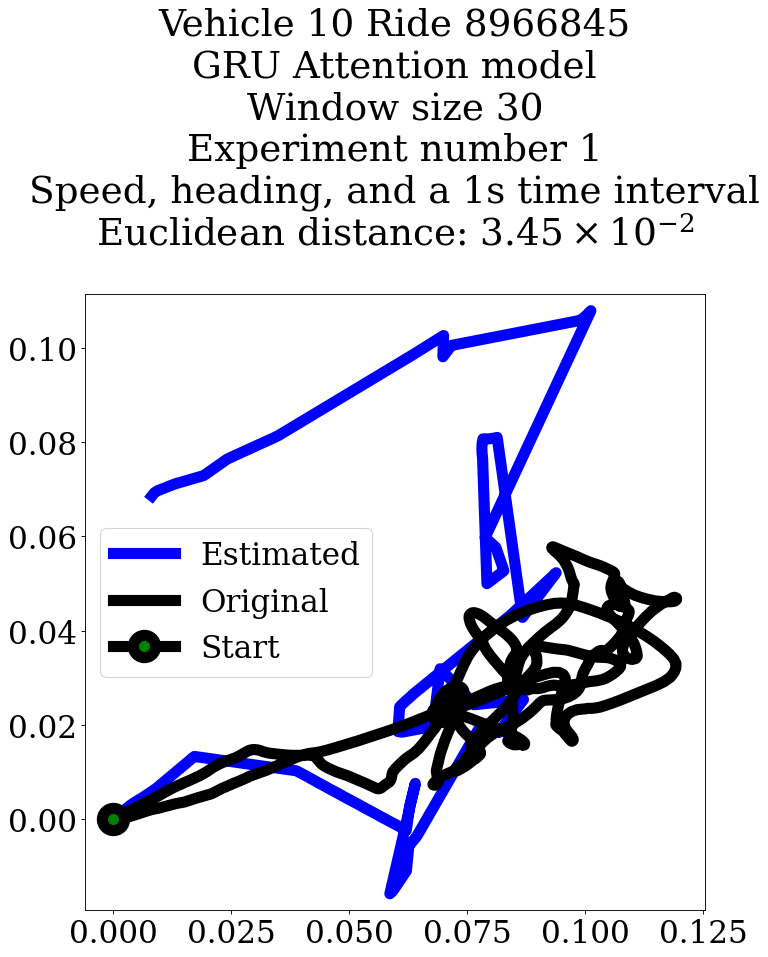 Vehicle 10 Ride 8966845
GRU Attention model
Window size 30
Experiment number 1
Speed, heading, and a 1s time interval
Euclidean distance: 3.45 × 10⁻²
0.10
0.08
0.06
0.04
0.02
0.00
Estimated
Original
Start
0.000 0.025 0.050 0.075 0.100 0.125